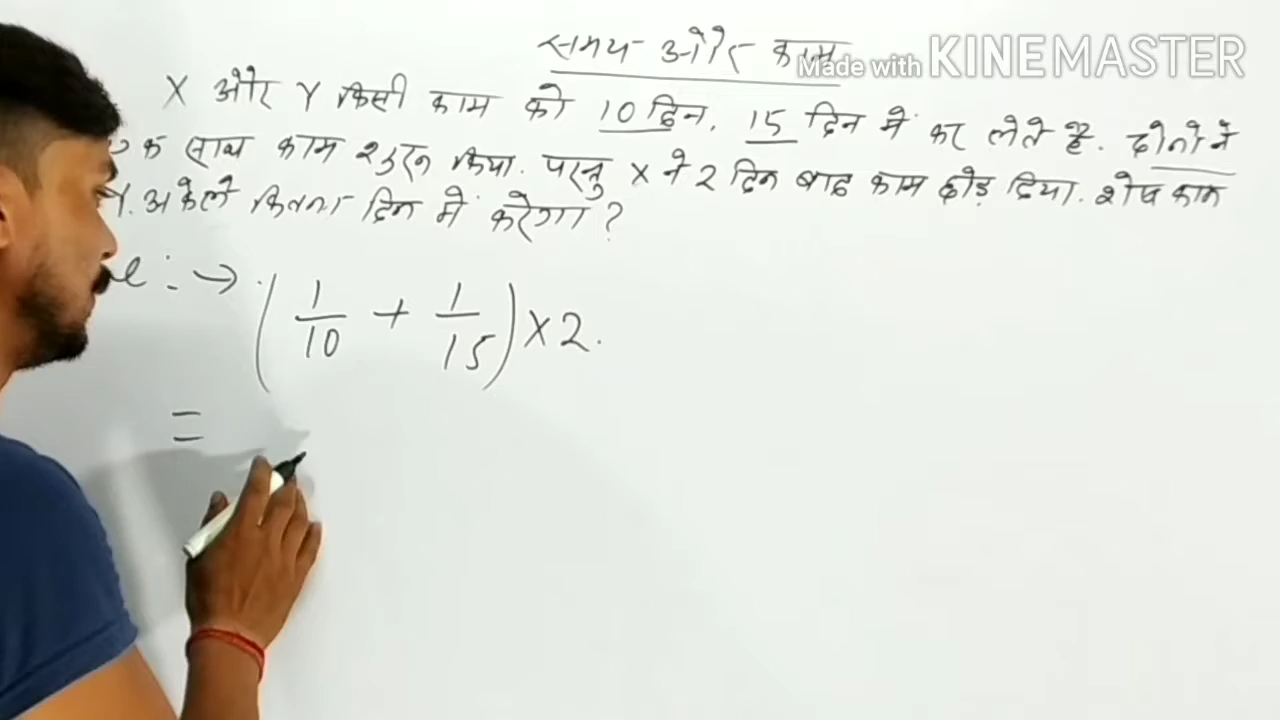 समय और काम
Made with KINEMASTER
X और Y किसी काम को 10 दिन, 15 दिन में कर लेते है. दोनो ने
एक साथ काम शुरू किया. परन्तु X ने 2 दिन बाद काम छोड़ दिया. शेष काम
Y. अकेले कितना दिन में करेगा ?
:→ (1/10 + 1/15) × 2.
=